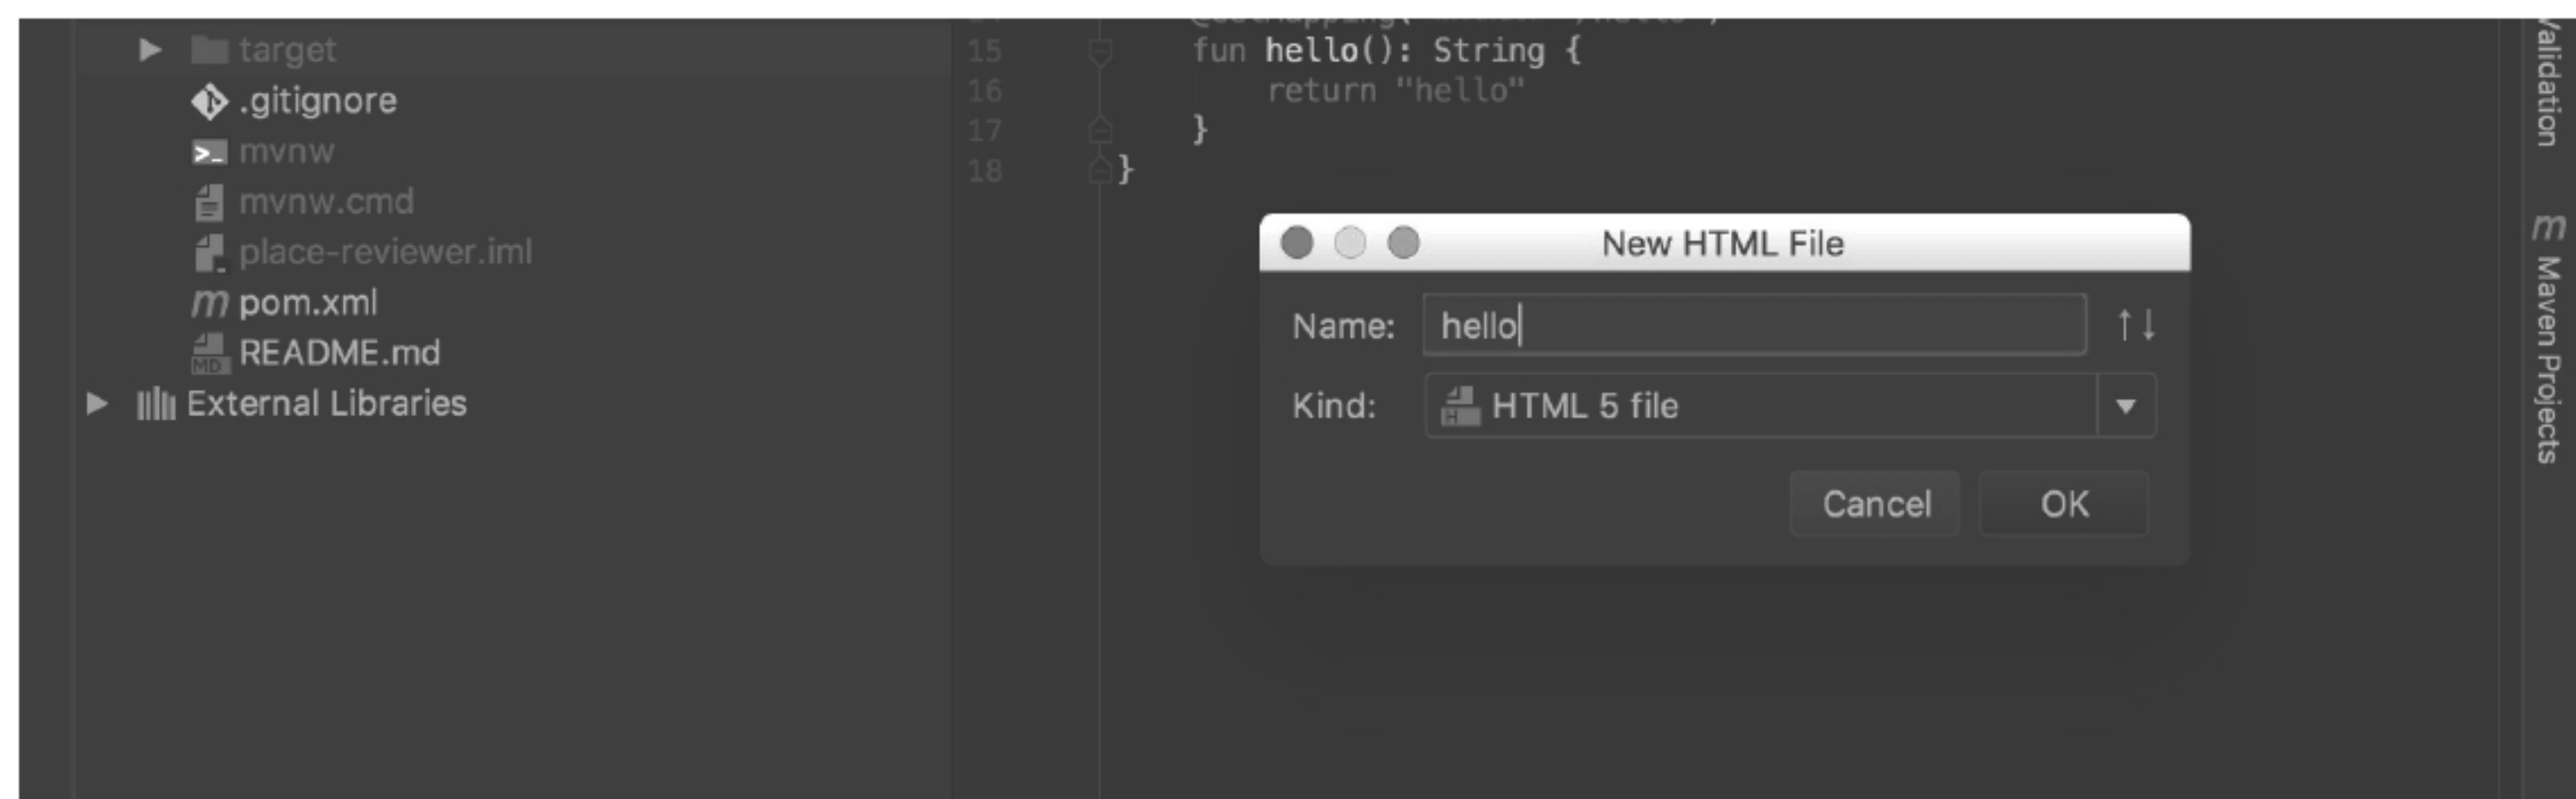 target
.gitignore
mvnw
mvnw.cmd
place-reviewer.iml
pom.xml
MD README.md
External Libraries
15 fun hello(): String {
16 return "hello"
17 }
18 }
New HTML File
Name: hello
Kind: H HTML 5 file
Cancel OK
Validation
m Maven Projects